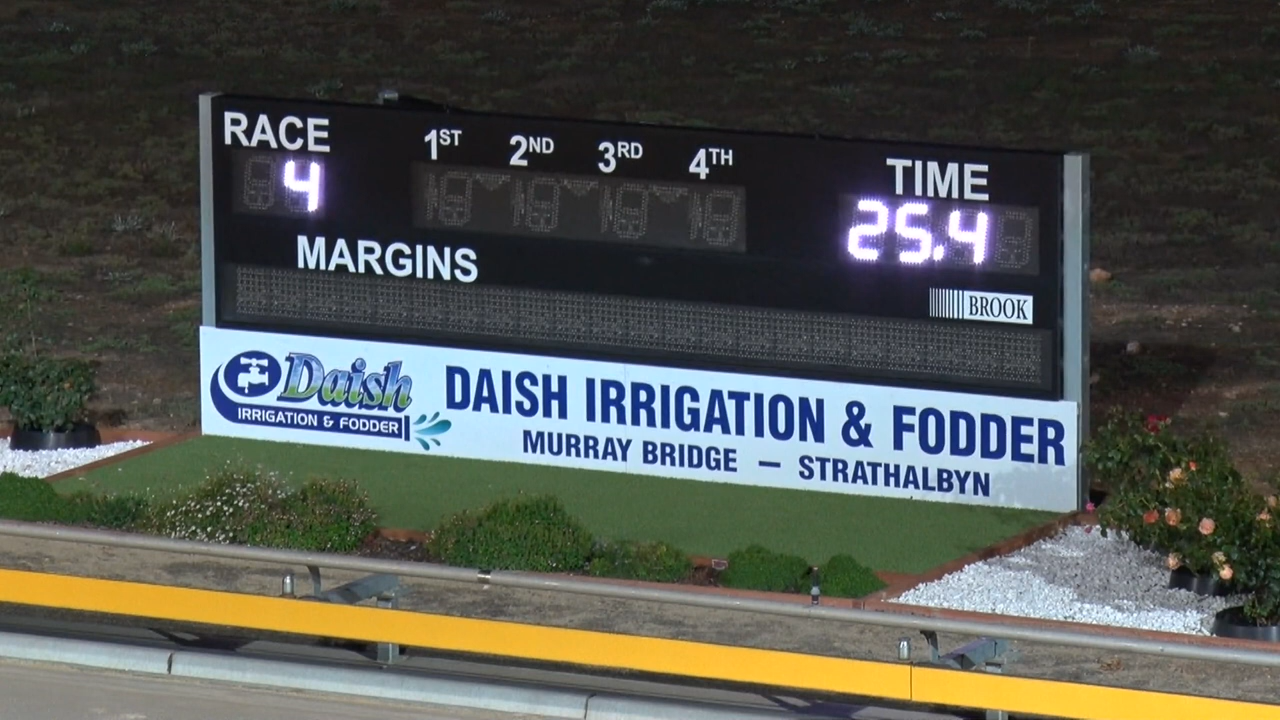 RACE 1ST 2ND 3RD 4TH TIME
4 25.4
MARGINS
BROOK
Daish
IRRIGATION & FODDER
DAISH IRRIGATION & FODDER
MURRAY BRIDGE – STRATHALBYN